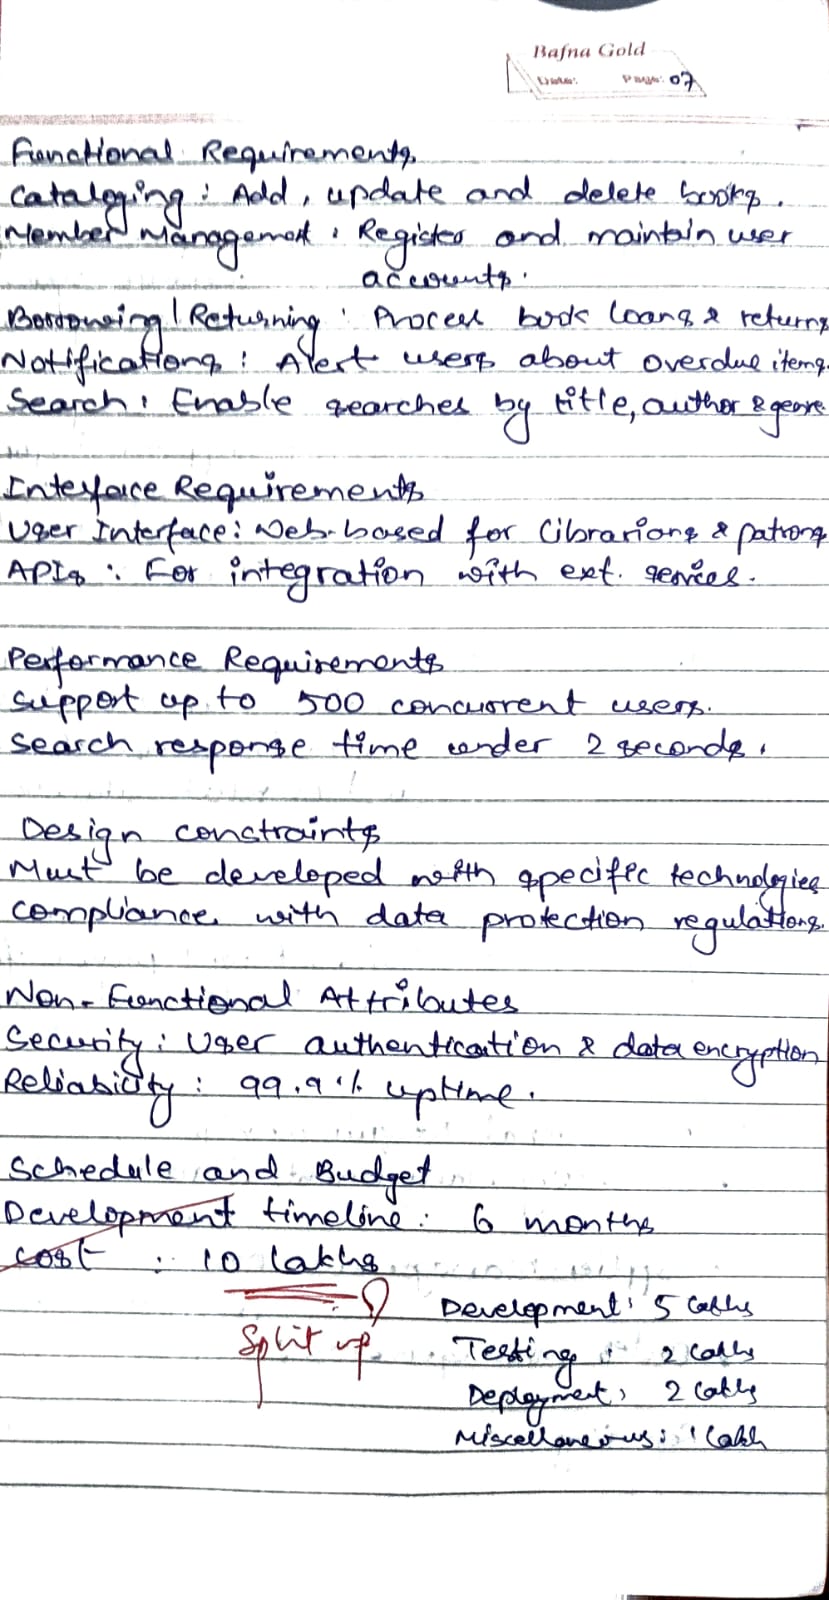 Bafna Gold
Date: Page: 07
Functional Requirements
Cataloging : Add, update and delete books.
Member Management : Register and maintain user
accounts.
Borrowing / Returning : Process book loans & returns
Notifications : Alert users about overdue items.
Search : Enable searches by title, author & genre.
Interface Requirements
User Interface : Web-based for librarians & patrons
APIs : For integration with ext. services.
Performance Requirements
Support up to 500 concurrent users.
Search response time under 2 seconds.
Design constraints
Must be developed with specific technologies
compliance with data protection regulations.
Non-Functional Attributes
Security : User authentication & data encryption
Reliability : 99.9% uptime.
Schedule and Budget
Development timeline : 6 months
Cost : 10 lakhs
Split up
Development : 5 lakhs
Testing : 2 lakhs
Deployment : 2 lakhs
Miscellaneous : 1 lakh